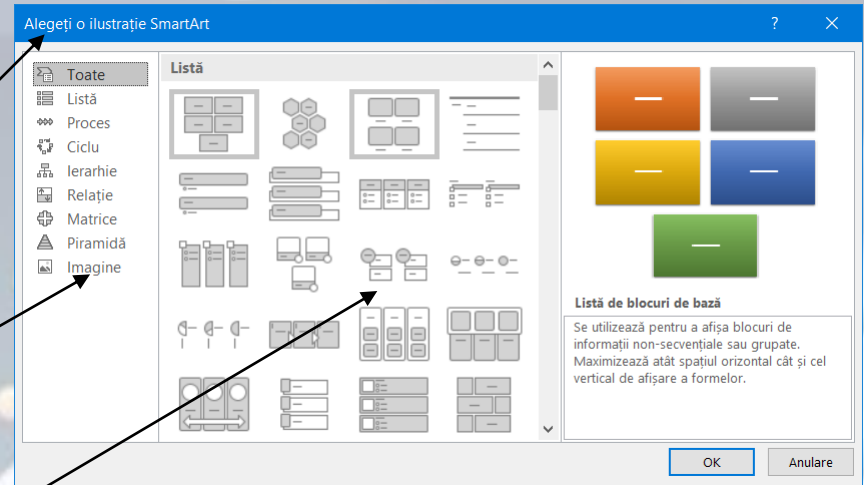 Alegeți o ilustrație SmartArt
?
Toate
Listă
Proces
Ciclu
Ierarhie
Relație
Matrice
Piramidă
Imagine
Listă
Listă de blocuri de bază
Se utilizează pentru a afișa blocuri de
informații non-secvențiale sau grupate.
Maximizează atât spațiul orizontal cât și cel
vertical de afișare a formelor.
OK
Anulare